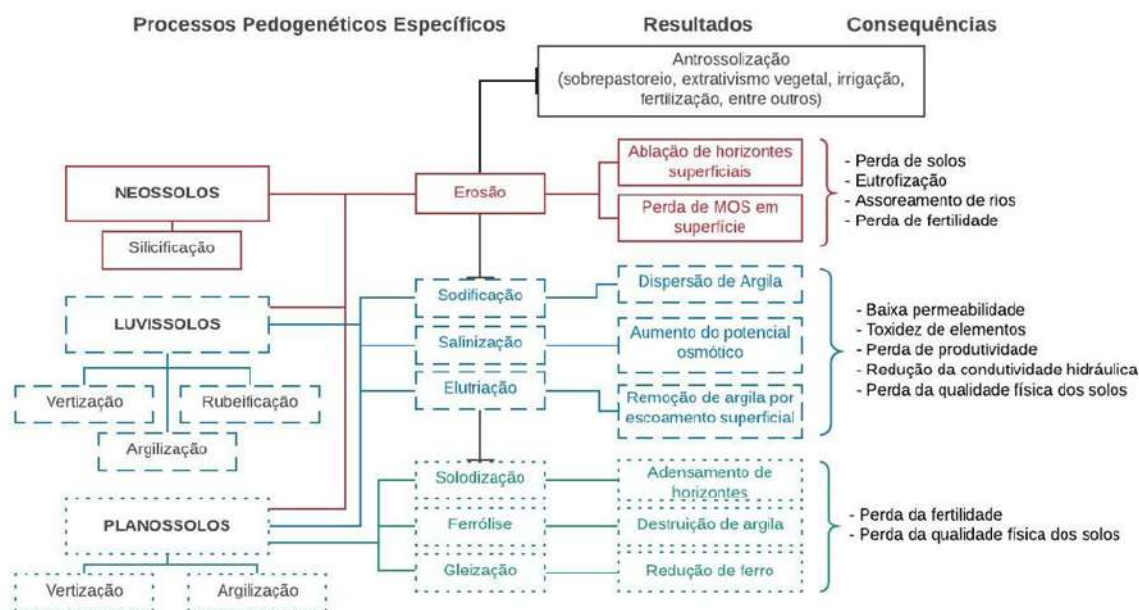 Processos Pedogenéticos Específicos
Resultados
Consequências
Antrossolização
(sobrepastoreio, extrativismo vegetal, irrigação,
fertilização, entre outros)
NEOSSOLOS
Silicificação
Erosão
Ablação de horizontes
superficiais
Perda de MOS em
superfície
- Perda de solos
- Eutrofização
- Assoreamento de rios
- Perda de fertilidade
LUVISSOLOS
Vertização
Rubeificação
Argilização
Sodificação
Salinização
Elutriação
Dispersão de Argila
Aumento do potencial
osmótico
Remoção de argila por
escoamento superficial
- Baixa permeabilidade
- Toxidez de elementos
- Perda de produtividade
- Redução da condutividade hidráulica
- Perda da qualidade física dos solos
PLANOSSOLOS
Vertização
Argilização
Solodização
Ferrólise
Gleização
Adensamento de
horizontes
Destruição de argila
Redução de ferro
- Perda da fertilidade
- Perda da qualidade física dos solos